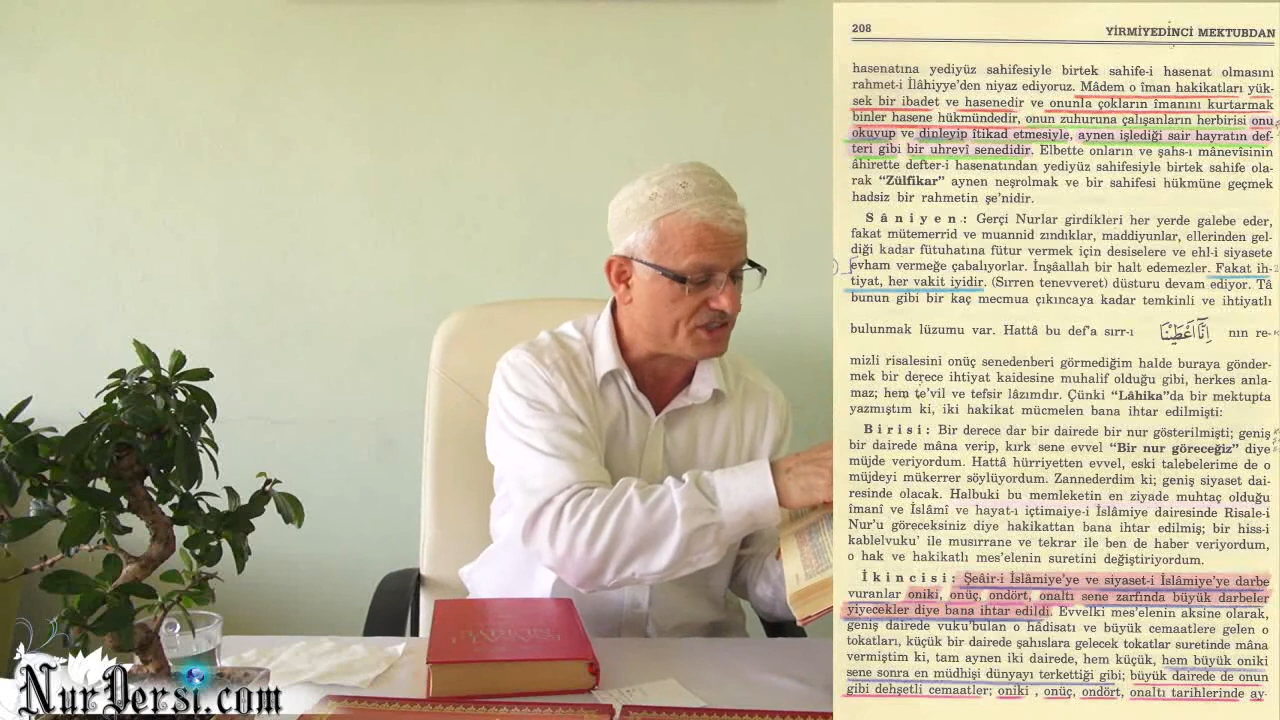 208
YİRMİYEDİNCİ MEKTUBDAN
hasenatına yediyüz sahifesiyle birtek sahife-i hasenat olmasını
rahmet-i İlâhiyye'den niyaz ediyoruz. Mâdem o îman hakikatları yük-
sek bir ibadet ve hasenedir ve onunla çokların îmanını kurtarmak
binler hasene hükmündedir, onun zuhuruna çalışanların herbirisi onu
okuyup ve dinleyip îtikad etmesiyle, aynen işlediği sair hayratın def-
teri gibi bir uhrevî senedidir. Elbette onların ve şahs-ı mânevîsinin
âhirette defter-i hasenatından yediyüz sahifesiyle birtek sahife ola-
rak “Zülfikar” aynen neşrolmak ve bir sahifesi hükmüne geçmek
hadsiz bir rahmetin şe'nidir.
Sâniyen: Gerçi Nurlar girdikleri her yerde galebe eder,
fakat mütemerrid ve muannid zındıklar, maddiyunlar, ellerinden gel-
diği kadar fütuhatına fütur vermek için desiselere ve ehl-i siyasete
evham vermeğe çabalıyorlar. İnşâallah bir halt edemezler. Fakat ih-
tiyat, her vakit iyidir. (Sırren tenevveret) düsturu devam ediyor. Tâ
bunun gibi bir kaç mecmua çıkıncaya kadar temkinli ve ihtiyatlı
bulunmak lüzumu var. Hattâ bu def'a sırr-ı اِنَّا اَعْطَيْنَا nın re-
mizli risalesini onüç senedenberi görmediğim halde buraya gönder-
mek bir derece ihtiyat kaidesine muhalif olduğu gibi, herkes anla-
maz; hem te'vil ve tefsir lâzımdır. Çünki “Lâhika”da bir mektupta
yazmıştım ki, iki hakikat mücmelen bana ihtar edilmişti:
Birisi: Bir derece dar bir dairede bir nur gösterilmişti; geniş
bir dairede mâna verip, kırk sene evvel “Bir nur göreceğiz” diye
müjde veriyordum. Hattâ hürriyetten evvel, eski talebelerime de o
müjdeyi mükerrer söylüyordum. Zannederdim ki; geniş siyaset dai-
resinde olacak. Halbuki bu memleketin en ziyade muhtaç olduğu
îmanî ve İslâmî ve hayat-ı içtimaiye-i İslâmiye dairesinde Risale-i
Nur'u göreceksiniz diye hakikattan bana ihtar edilmiş; bir hiss-i
kablelvuku' ile musırrane ve tekrar ile ben de haber veriyordum,
o hak ve hakikatlı mes'elenin suretini değiştiriyordum.
İkincisi: Şeâir-i İslâmiye'ye ve siyaset-i İslâmiye'ye darbe
vuranlar oniki, onüç, ondört, onaltı sene zarfında büyük darbeler
yiyecekler diye bana ihtar edildi. Evvelki mes'elenin aksine olarak,
geniş dairede vuku'bulan o hâdisatı ve büyük cemaatlere gelen o
tokatları, küçük bir dairede şahıslara gelecek tokatlar suretinde mâna
vermiştim ki, tam aynen iki dairede, hem küçük, hem büyük oniki
sene sonra en müdhişi dünyayı terkettiği gibi; büyük dairede de onun
gibi dehşetli cemaatler; oniki, onüç, ondört, onaltı tarihlerinde ay-
NurDersi.com